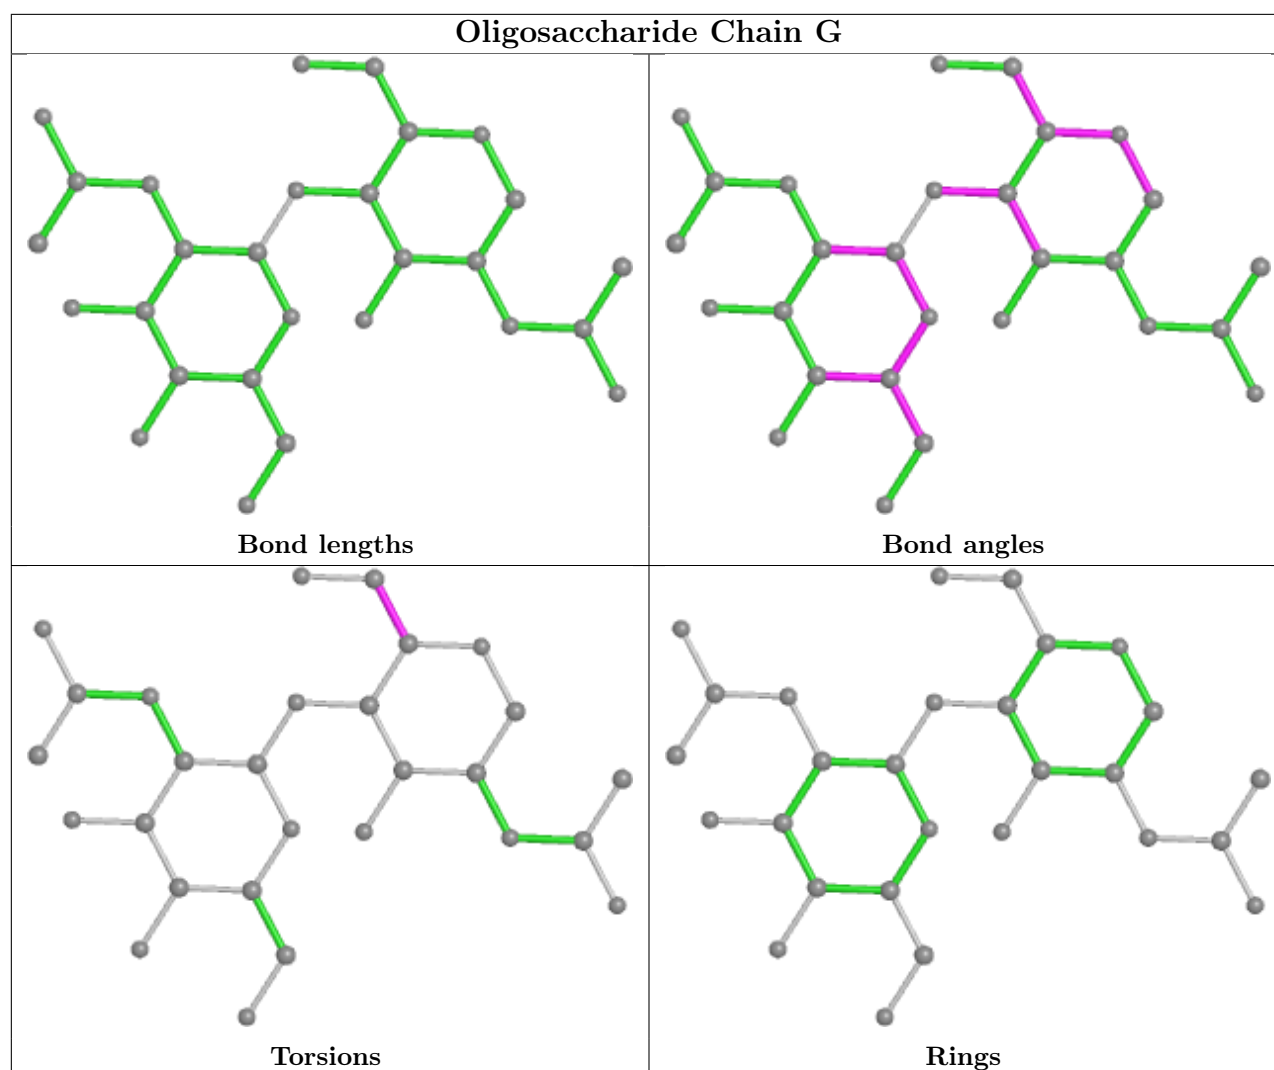 Oligosaccharide Chain G
Bond lengths
Bond angles
Torsions
Rings